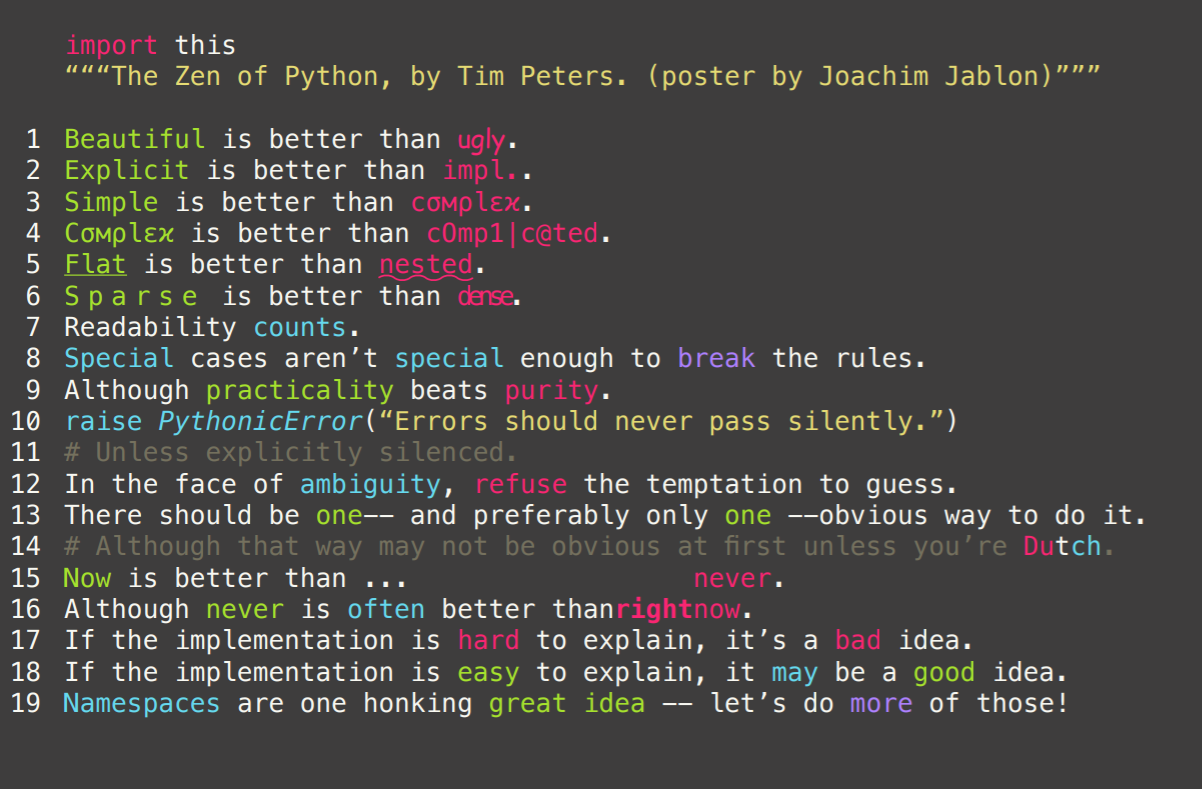 import this
“““The Zen of Python, by Tim Peters. (poster by Joachim Jablon)”””
1 Beautiful is better than ugly.
2 Explicit is better than impl..
3 Simple is better than cσмplεϰ.
4 Cσмplεϰ is better than cOmp1|c@ted.
5 Flat is better than nested.
6 S p a r s e is better than dense.
7 Readability counts.
8 Special cases aren’t special enough to break the rules.
9 Although practicality beats purity.
10 raise PythonicError(“Errors should never pass silently.”)
11 # Unless explicitly silenced.
12 In the face of ambiguity, refuse the temptation to guess.
13 There should be one-- and preferably only one --obvious way to do it.
14 # Although that way may not be obvious at first unless you’re Dutch.
15 Now is better than ... never.
16 Although never is often better thanrightnow.
17 If the implementation is hard to explain, it’s a bad idea.
18 If the implementation is easy to explain, it may be a good idea.
19 Namespaces are one honking great idea -- let’s do more of those!